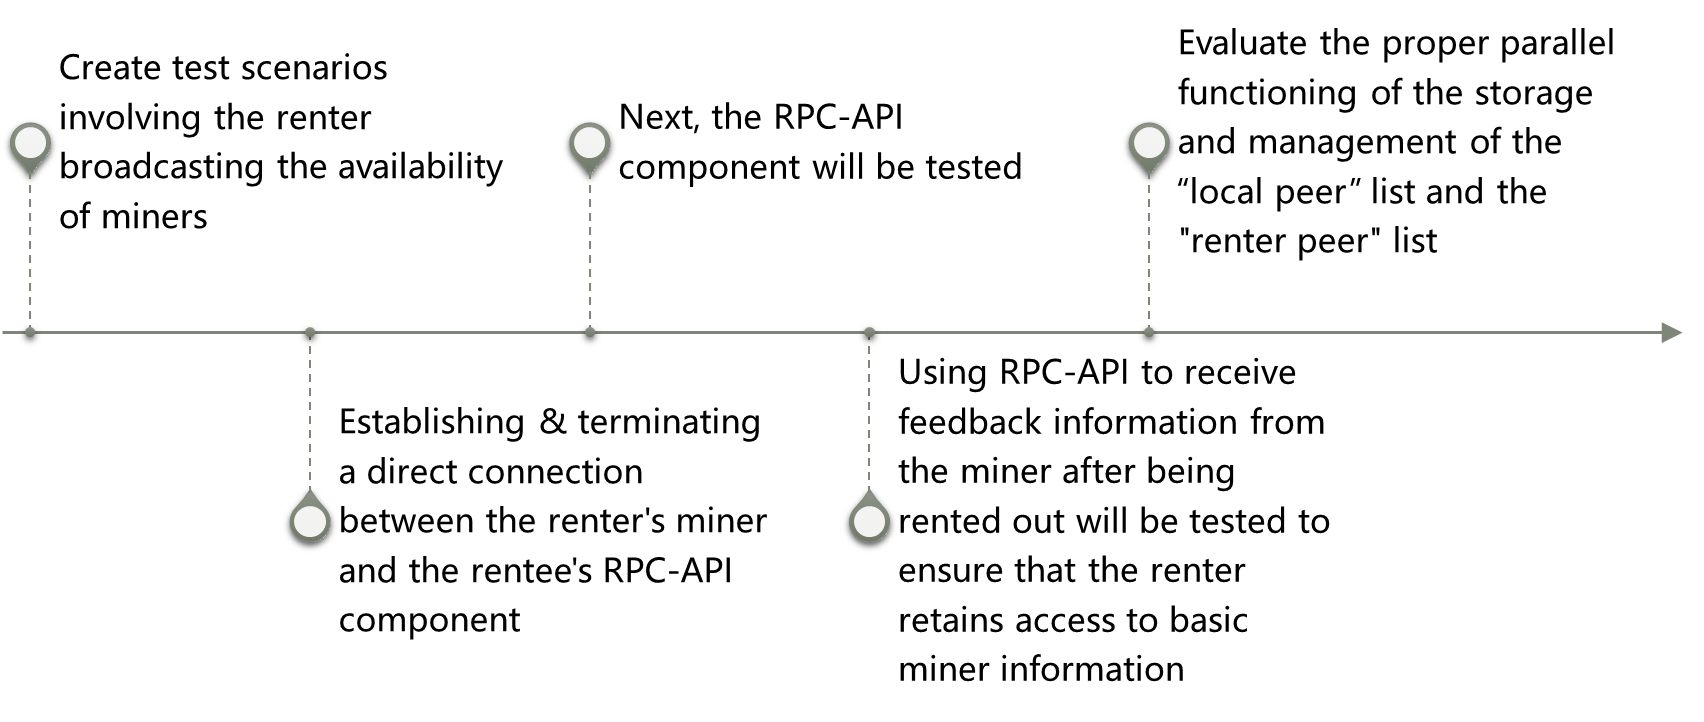 Create test scenarios
involving the renter
broadcasting the availability
of miners
Establishing & terminating
a direct connection
between the renter's miner
and the rentee's RPC-API
component
Next, the RPC-API
component will be tested
Using RPC-API to receive
feedback information from
the miner after being
rented out will be tested to
ensure that the renter
retains access to basic
miner information
Evaluate the proper parallel
functioning of the storage
and management of the
“local peer” list and the
"renter peer" list